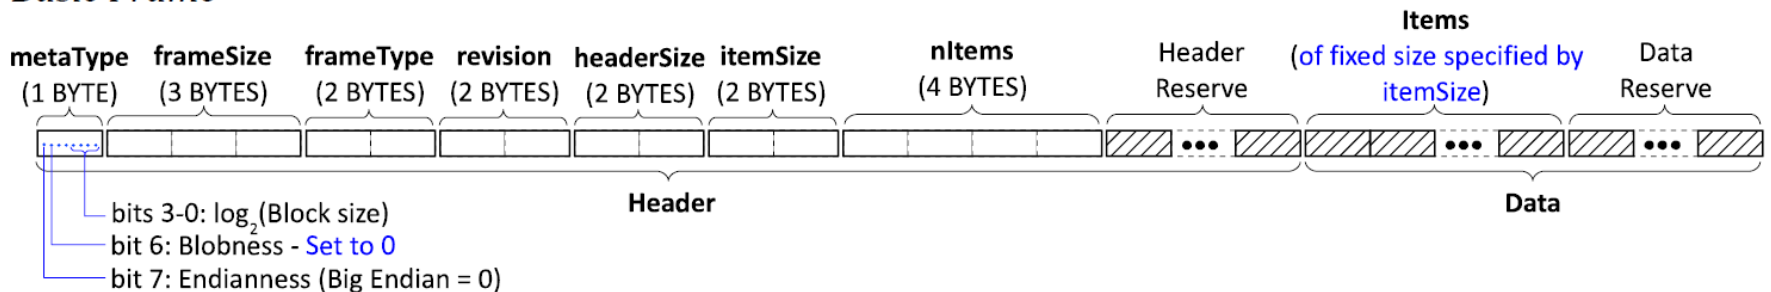 Basic Frame
metaType
(1 BYTE)
frameSize
(3 BYTES)
frameType
(2 BYTES)
revision
(2 BYTES)
headerSize
(2 BYTES)
itemSize
(2 BYTES)
nItems
(4 BYTES)
Header
Reserve
Items
(of fixed size specified by
itemSize)
Data
Reserve
Header
Data
bits 3-0: log2(Block size)
bit 6: Blobness - Set to 0
bit 7: Endianness (Big Endian = 0)